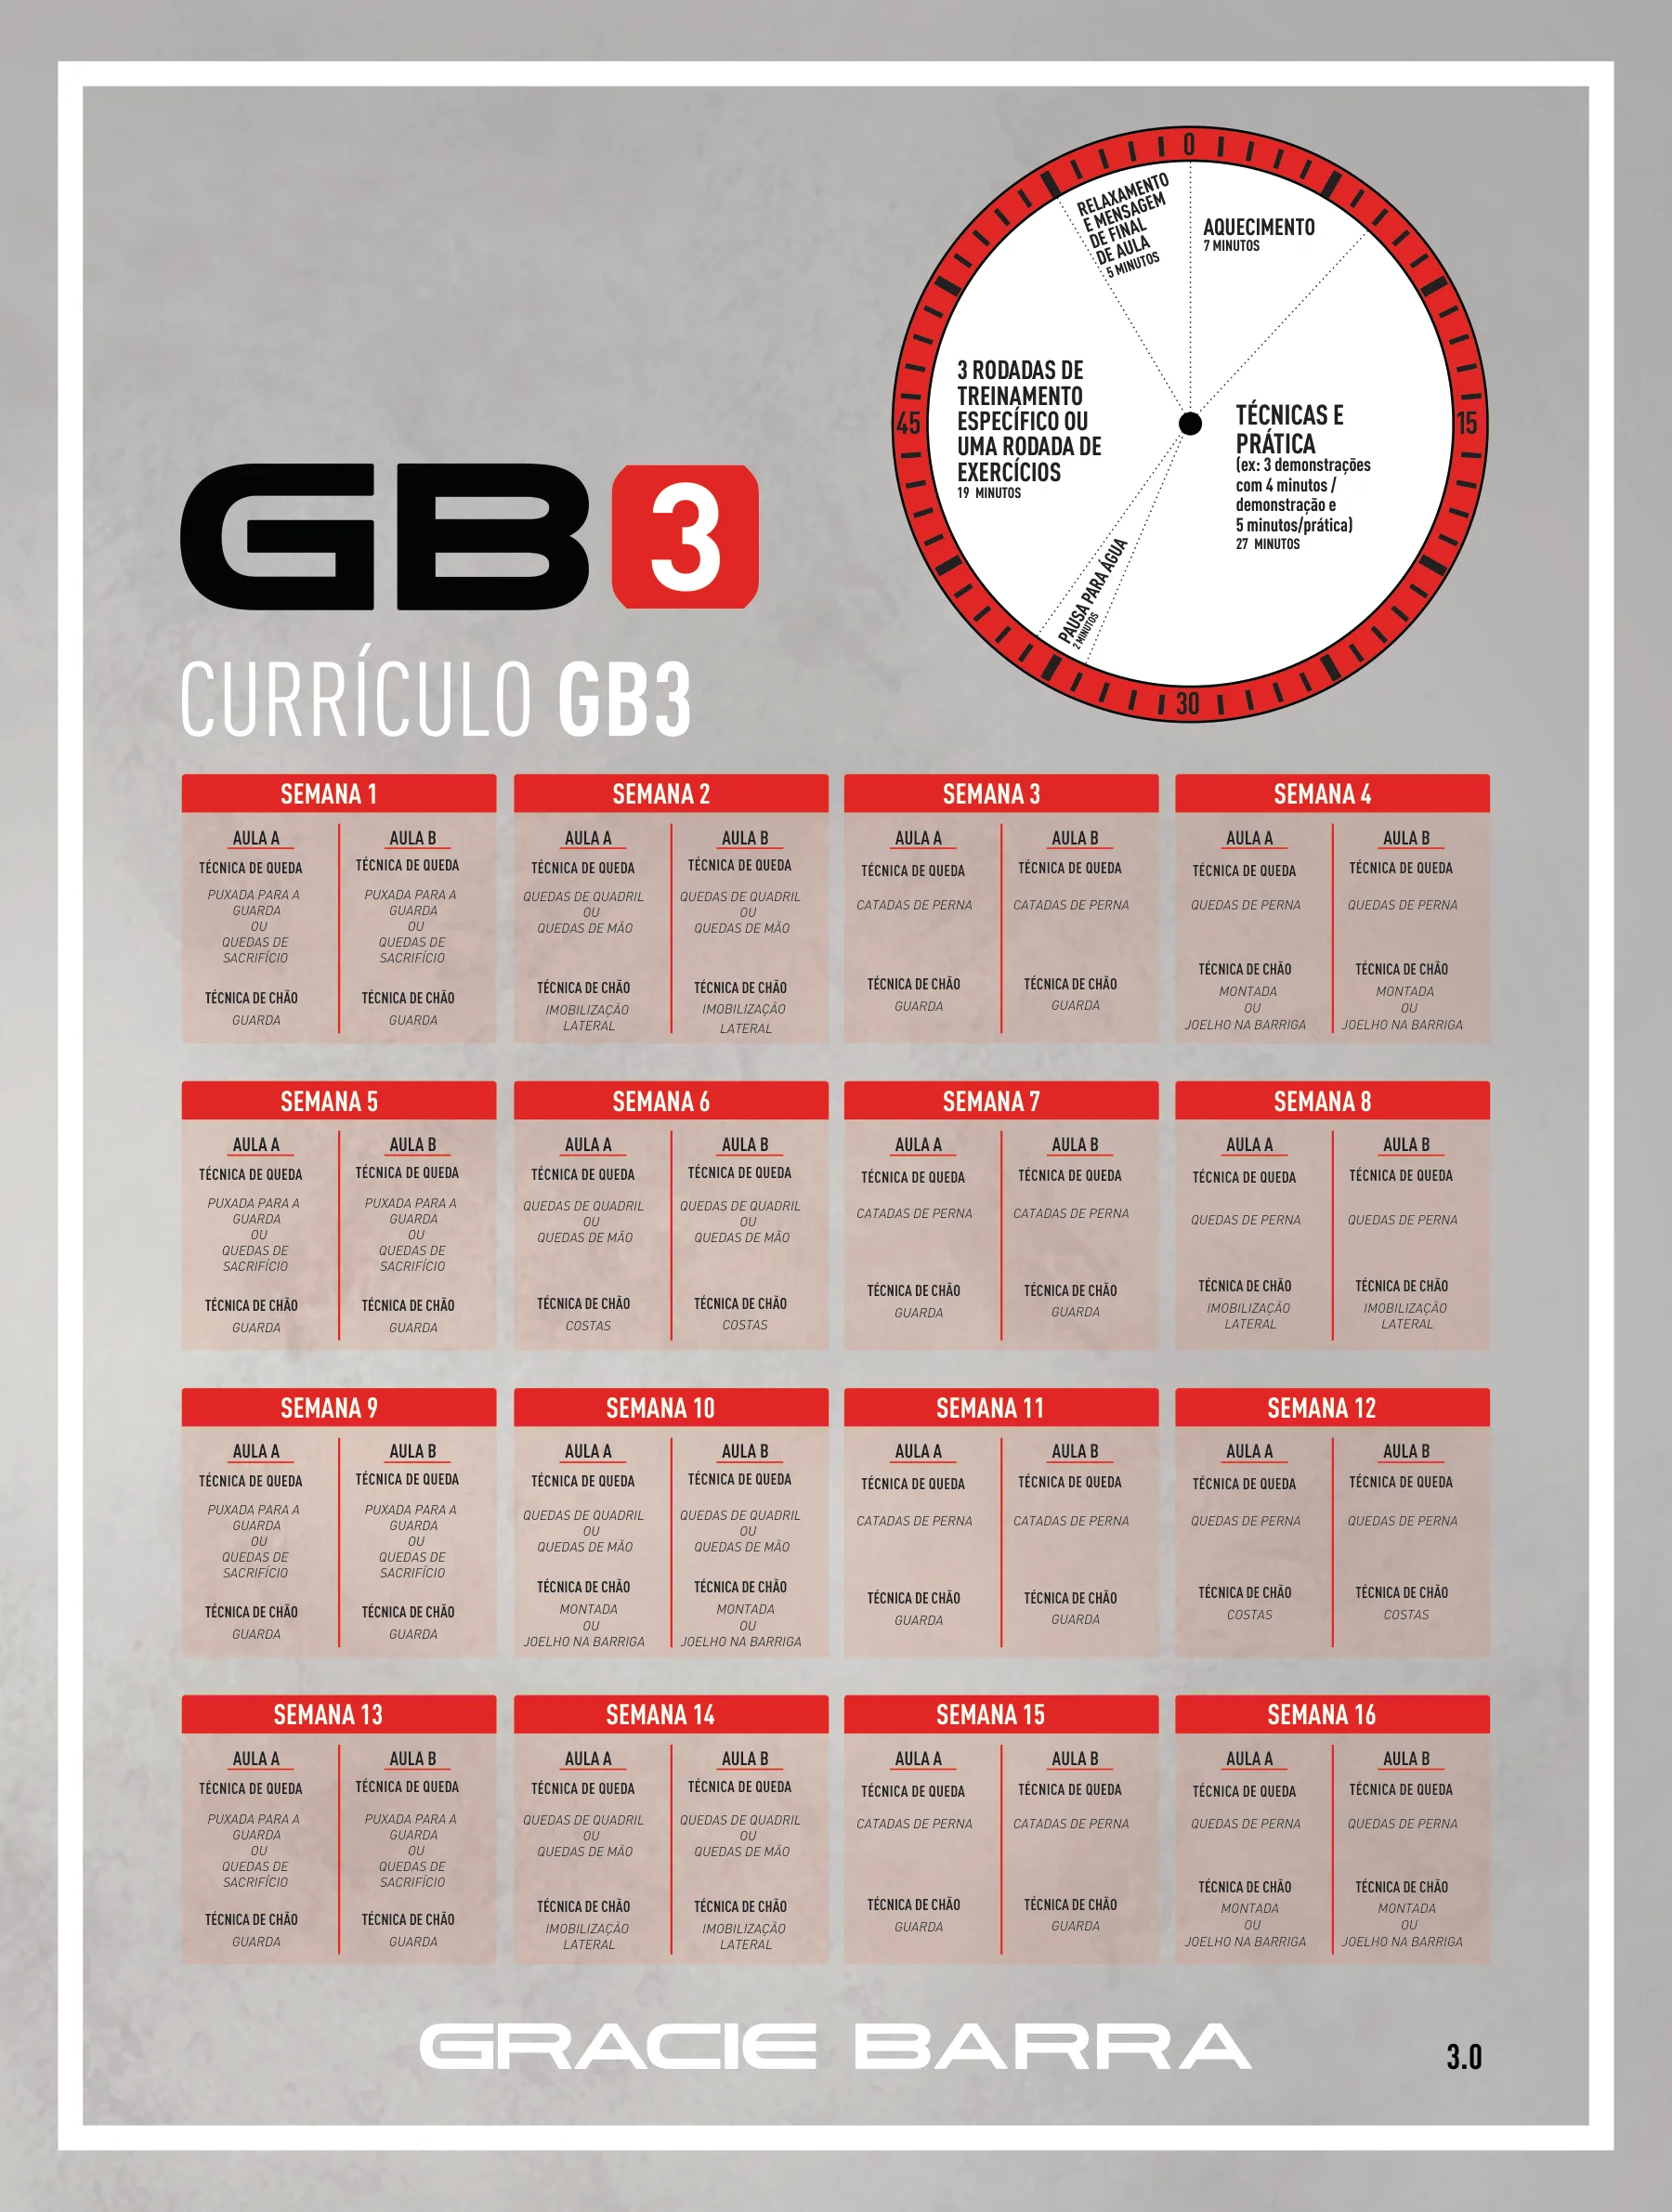 0
15
30
45
RELAXAMENTO
E MENSAGEM
DE FINAL
DE AULA
5 MINUTOS
AQUECIMENTO
7 MINUTOS
3 RODADAS DE
TREINAMENTO
ESPECÍFICO OU
UMA RODADA DE
EXERCÍCIOS
19 MINUTOS
TÉCNICAS E
PRÁTICA
(ex: 3 demonstrações
com 4 minutos /
demonstração e
5 minutos/prática)
27 MINUTOS
PAUSA PARA ÁGUA
2 MINUTOS
GB 3
CURRÍCULO GB3
SEMANA 1
AULA A
TÉCNICA DE QUEDA
PUXADA PARA A
GUARDA
OU
QUEDAS DE
SACRIFÍCIO
TÉCNICA DE CHÃO
GUARDA
AULA B
TÉCNICA DE QUEDA
PUXADA PARA A
GUARDA
OU
QUEDAS DE
SACRIFÍCIO
TÉCNICA DE CHÃO
GUARDA
SEMANA 2
AULA A
TÉCNICA DE QUEDA
QUEDAS DE QUADRIL
OU
QUEDAS DE MÃO
TÉCNICA DE CHÃO
IMOBILIZAÇÃO
LATERAL
AULA B
TÉCNICA DE QUEDA
QUEDAS DE QUADRIL
OU
QUEDAS DE MÃO
TÉCNICA DE CHÃO
IMOBILIZAÇÃO
LATERAL
SEMANA 3
AULA A
TÉCNICA DE QUEDA
CATADAS DE PERNA
TÉCNICA DE CHÃO
GUARDA
AULA B
TÉCNICA DE QUEDA
CATADAS DE PERNA
TÉCNICA DE CHÃO
GUARDA
SEMANA 4
AULA A
TÉCNICA DE QUEDA
QUEDAS DE PERNA
TÉCNICA DE CHÃO
MONTADA
OU
JOELHO NA BARRIGA
AULA B
TÉCNICA DE QUEDA
QUEDAS DE PERNA
TÉCNICA DE CHÃO
MONTADA
OU
JOELHO NA BARRIGA
SEMANA 5
AULA A
TÉCNICA DE QUEDA
PUXADA PARA A
GUARDA
OU
QUEDAS DE
SACRIFÍCIO
TÉCNICA DE CHÃO
GUARDA
AULA B
TÉCNICA DE QUEDA
PUXADA PARA A
GUARDA
OU
QUEDAS DE
SACRIFÍCIO
TÉCNICA DE CHÃO
GUARDA
SEMANA 6
AULA A
TÉCNICA DE QUEDA
QUEDAS DE QUADRIL
OU
QUEDAS DE MÃO
TÉCNICA DE CHÃO
COSTAS
AULA B
TÉCNICA DE QUEDA
QUEDAS DE QUADRIL
OU
QUEDAS DE MÃO
TÉCNICA DE CHÃO
COSTAS
SEMANA 7
AULA A
TÉCNICA DE QUEDA
CATADAS DE PERNA
TÉCNICA DE CHÃO
GUARDA
AULA B
TÉCNICA DE QUEDA
CATADAS DE PERNA
TÉCNICA DE CHÃO
GUARDA
SEMANA 8
AULA A
TÉCNICA DE QUEDA
QUEDAS DE PERNA
TÉCNICA DE CHÃO
IMOBILIZAÇÃO
LATERAL
AULA B
TÉCNICA DE QUEDA
QUEDAS DE PERNA
TÉCNICA DE CHÃO
IMOBILIZAÇÃO
LATERAL
SEMANA 9
AULA A
TÉCNICA DE QUEDA
PUXADA PARA A
GUARDA
OU
QUEDAS DE
SACRIFÍCIO
TÉCNICA DE CHÃO
GUARDA
AULA B
TÉCNICA DE QUEDA
PUXADA PARA A
GUARDA
OU
QUEDAS DE
SACRIFÍCIO
TÉCNICA DE CHÃO
GUARDA
SEMANA 10
AULA A
TÉCNICA DE QUEDA
QUEDAS DE QUADRIL
OU
QUEDAS DE MÃO
TÉCNICA DE CHÃO
MONTADA
OU
JOELHO NA BARRIGA
AULA B
TÉCNICA DE QUEDA
QUEDAS DE QUADRIL
OU
QUEDAS DE MÃO
TÉCNICA DE CHÃO
MONTADA
OU
JOELHO NA BARRIGA
SEMANA 11
AULA A
TÉCNICA DE QUEDA
CATADAS DE PERNA
TÉCNICA DE CHÃO
GUARDA
AULA B
TÉCNICA DE QUEDA
CATADAS DE PERNA
TÉCNICA DE CHÃO
GUARDA
SEMANA 12
AULA A
TÉCNICA DE QUEDA
QUEDAS DE PERNA
TÉCNICA DE CHÃO
COSTAS
AULA B
TÉCNICA DE QUEDA
QUEDAS DE PERNA
TÉCNICA DE CHÃO
COSTAS
SEMANA 13
AULA A
TÉCNICA DE QUEDA
PUXADA PARA A
GUARDA
OU
QUEDAS DE
SACRIFÍCIO
TÉCNICA DE CHÃO
GUARDA
AULA B
TÉCNICA DE QUEDA
PUXADA PARA A
GUARDA
OU
QUEDAS DE
SACRIFÍCIO
TÉCNICA DE CHÃO
GUARDA
SEMANA 14
AULA A
TÉCNICA DE QUEDA
QUEDAS DE QUADRIL
OU
QUEDAS DE MÃO
TÉCNICA DE CHÃO
IMOBILIZAÇÃO
LATERAL
AULA B
TÉCNICA DE QUEDA
QUEDAS DE QUADRIL
OU
QUEDAS DE MÃO
TÉCNICA DE CHÃO
IMOBILIZAÇÃO
LATERAL
SEMANA 15
AULA A
TÉCNICA DE QUEDA
CATADAS DE PERNA
TÉCNICA DE CHÃO
GUARDA
AULA B
TÉCNICA DE QUEDA
CATADAS DE PERNA
TÉCNICA DE CHÃO
GUARDA
SEMANA 16
AULA A
TÉCNICA DE QUEDA
QUEDAS DE PERNA
TÉCNICA DE CHÃO
MONTADA
OU
JOELHO NA BARRIGA
AULA B
TÉCNICA DE QUEDA
QUEDAS DE PERNA
TÉCNICA DE CHÃO
MONTADA
OU
JOELHO NA BARRIGA
GRACIE BARRA
3.0